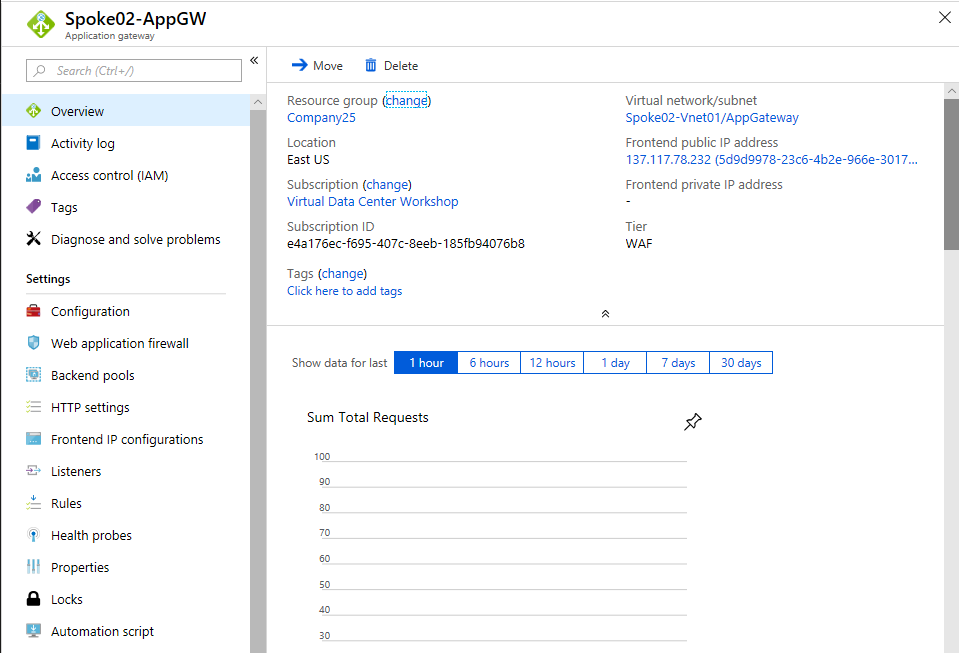 Spoke02-AppGW
Application gateway
Search (Ctrl+/)
Overview
Activity log
Access control (IAM)
Tags
Diagnose and solve problems
Settings
Configuration
Web application firewall
Backend pools
HTTP settings
Frontend IP configurations
Listeners
Rules
Health probes
Properties
Locks
Automation script
Move Delete
Resource group (change)
Company25
Location
East US
Subscription (change)
Virtual Data Center Workshop
Subscription ID
e4a176ec-f695-407c-8eeb-185fb94076b8
Tags (change)
Click here to add tags
Virtual network/subnet
Spoke02-Vnet01/AppGateway
Frontend public IP address
137.117.78.232 (5d9d9978-23c6-4b2e-966e-3017...
Frontend private IP address
-
Tier
WAF
Show data for last 1 hour 6 hours 12 hours 1 day 7 days 30 days
Sum Total Requests
100
90
80
70
60
50
40
30